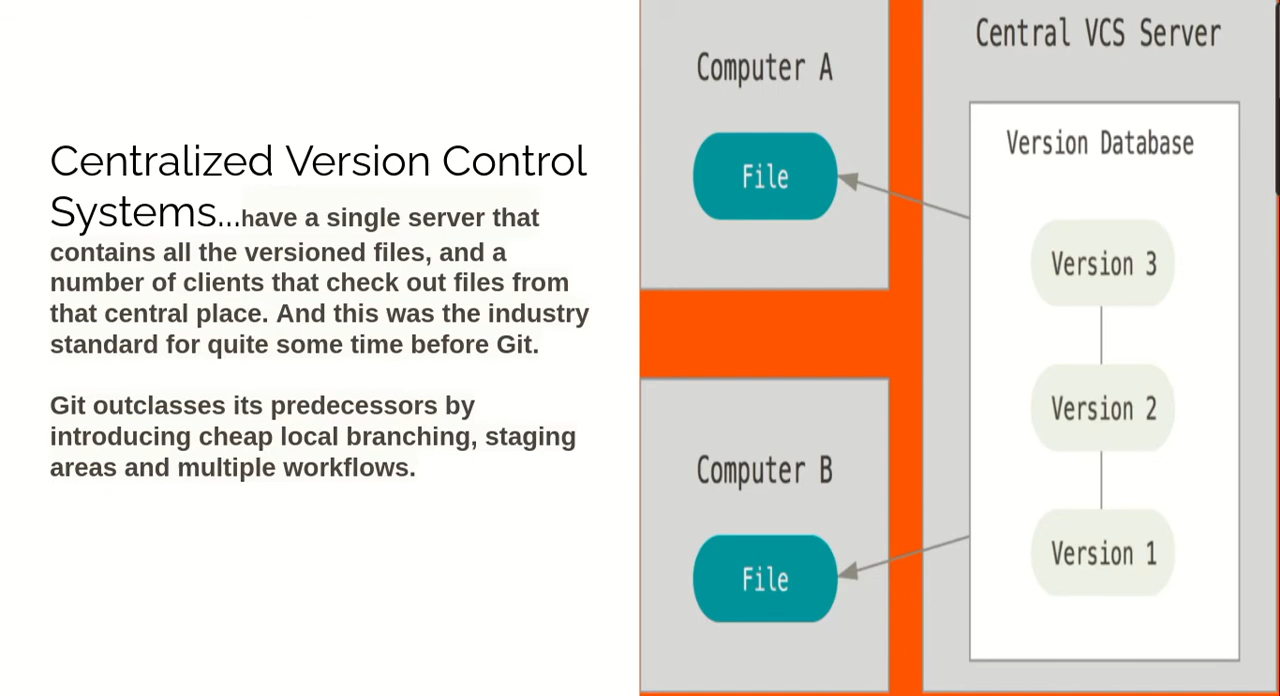 Centralized Version Control
Systems...have a single server that
contains all the versioned files, and a
number of clients that check out files from
that central place. And this was the industry
standard for quite some time before Git.
Git outclasses its predecessors by
introducing cheap local branching, staging
areas and multiple workflows.
Computer A
File
Computer B
File
Central VCS Server
Version Database
Version 3
Version 2
Version 1